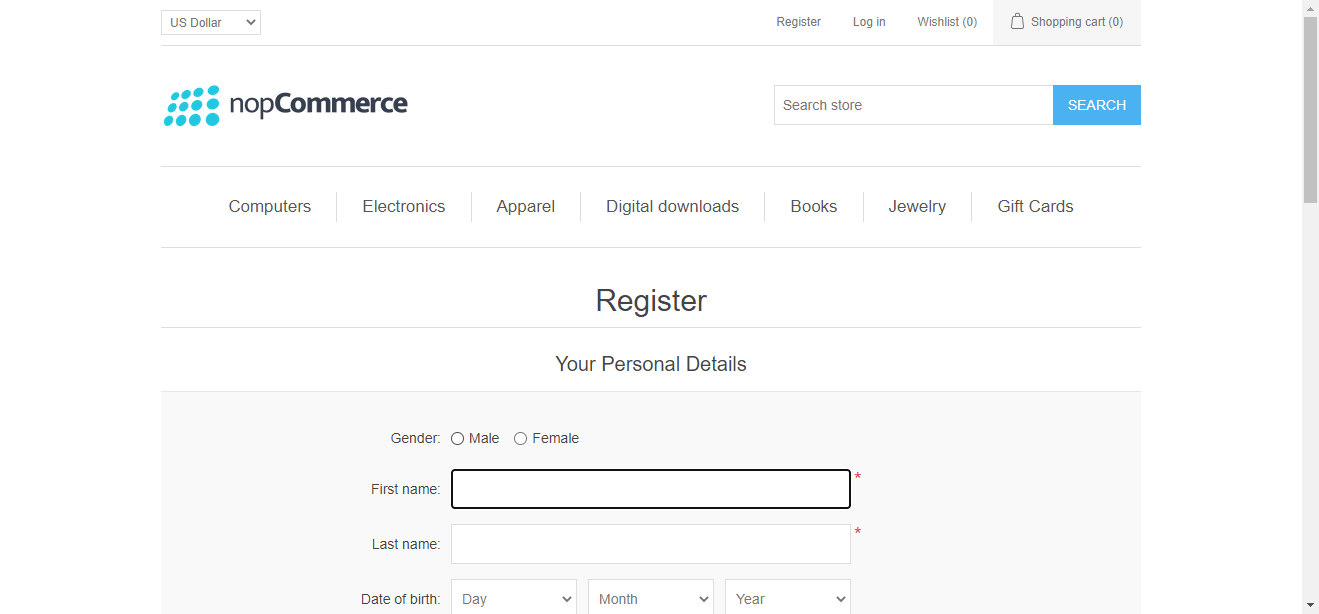 US Dollar Register Log in Wishlist (0) Shopping cart (0)
nopCommerce Search store SEARCH
Computers Electronics Apparel Digital downloads Books Jewelry Gift Cards
Register
Your Personal Details
Gender: Male Female
First name: *
Last name: *
Date of birth: Day Month Year